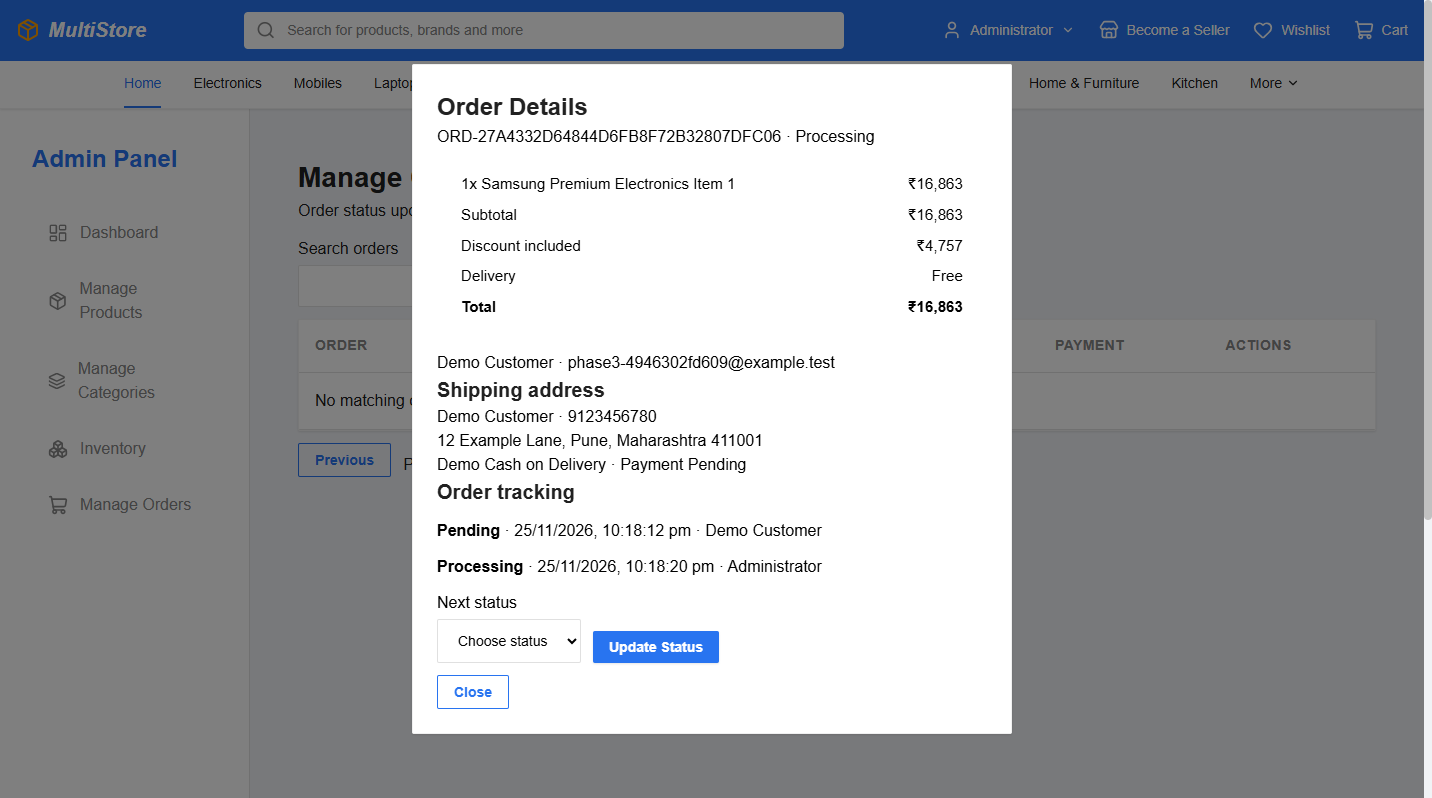 MultiStore
Search for products, brands and more
Administrator
Become a Seller
Wishlist
Cart
Home
Electronics
Mobiles
Home & Furniture
Kitchen
More
Admin Panel
Dashboard
Manage
Products
Manage
Categories
Inventory
Manage Orders
Manage
Order status
Search orders
ORDER
PAYMENT
ACTIONS
No matching
Previous
Order Details
ORD-27A4332D64844D6FB8F72B32807DFC06 · Processing
1x Samsung Premium Electronics Item 1 ₹16,863
Subtotal ₹16,863
Discount included ₹4,757
Delivery Free
Total ₹16,863
Demo Customer · phase3-4946302fd609@example.test
Shipping address
Demo Customer · 9123456780
12 Example Lane, Pune, Maharashtra 411001
Demo Cash on Delivery · Payment Pending
Order tracking
Pending · 25/11/2026, 10:18:12 pm · Demo Customer
Processing · 25/11/2026, 10:18:20 pm · Administrator
Next status
Choose status
Update Status
Close